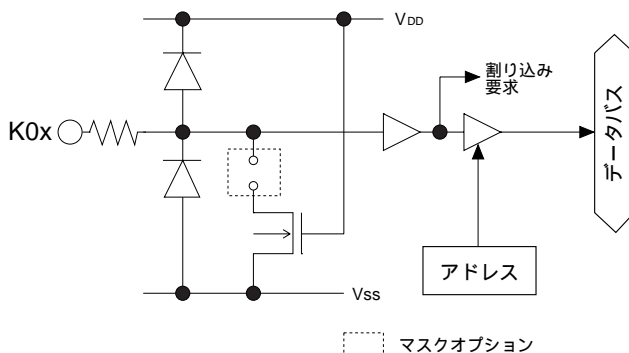 VDD
割り込み
要求
K0x
データバス
アドレス
Vss
マスクオプション